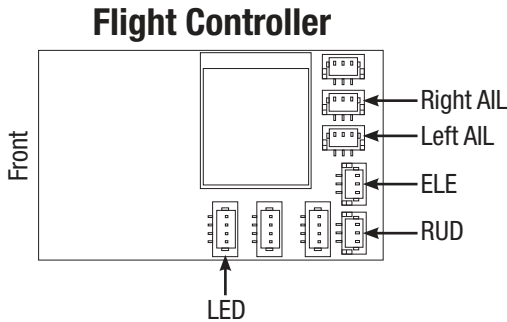 Flight Controller
Front
Right AIL
Left AIL
ELE
RUD
LED